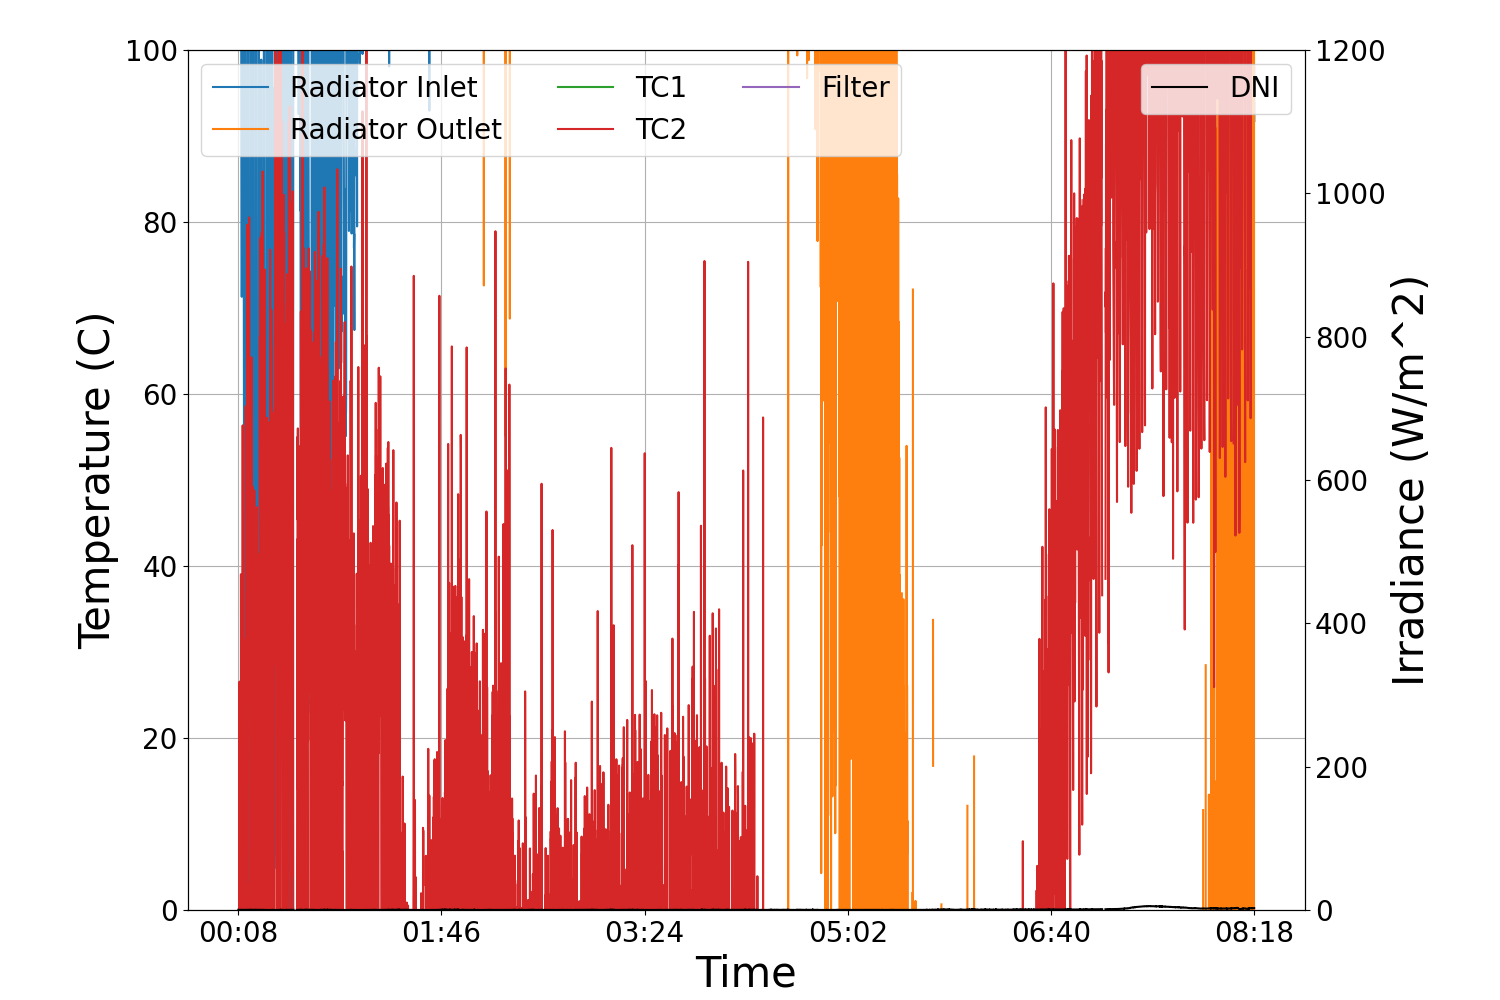 100
80
60
40
20
0
Temperature (C)
Radiator Inlet
Radiator Outlet
TC1
TC2
Filter
DNI
1200
1000
800
600
400
200
0
Irradiance (W/m^2)
00:08 01:46 03:24 05:02 06:40 08:18
Time